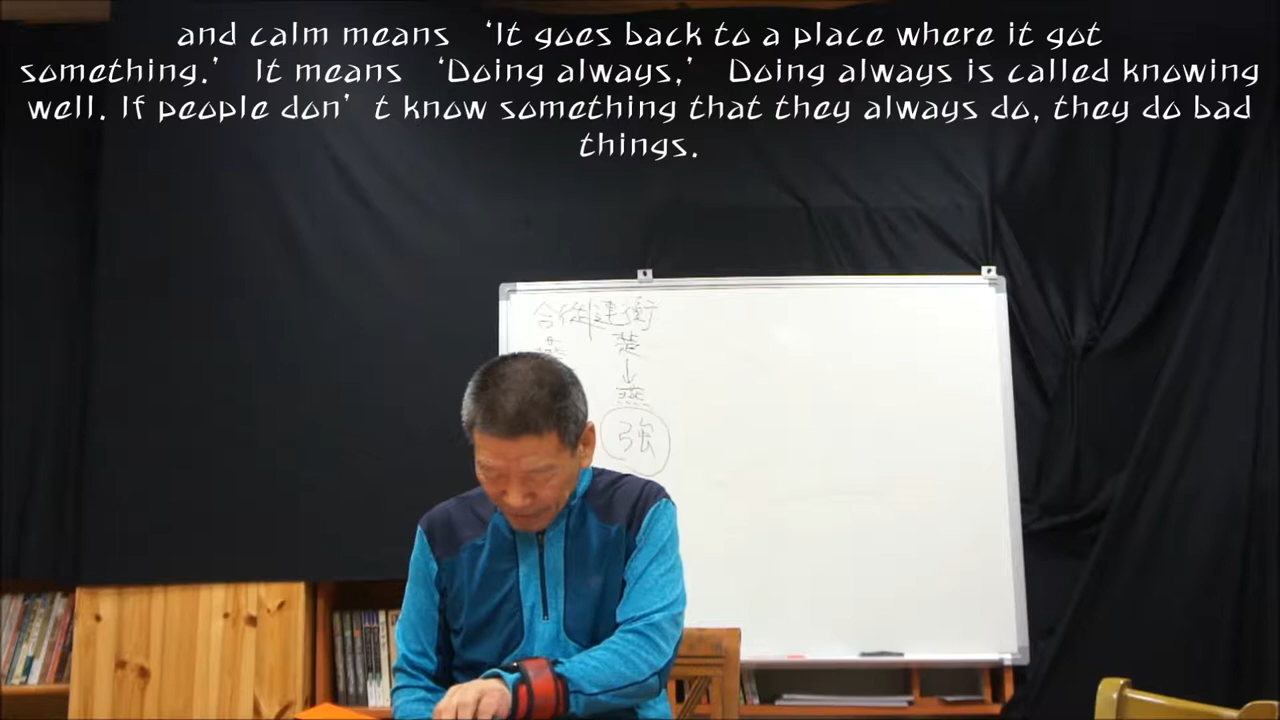 and calm means 'It goes back to a place where it got
something.' It means 'Doing always,' Doing always is called knowing
well. If people don't know something that they always do, they do bad
things.
合從|連衡
燕
↓
燕
強